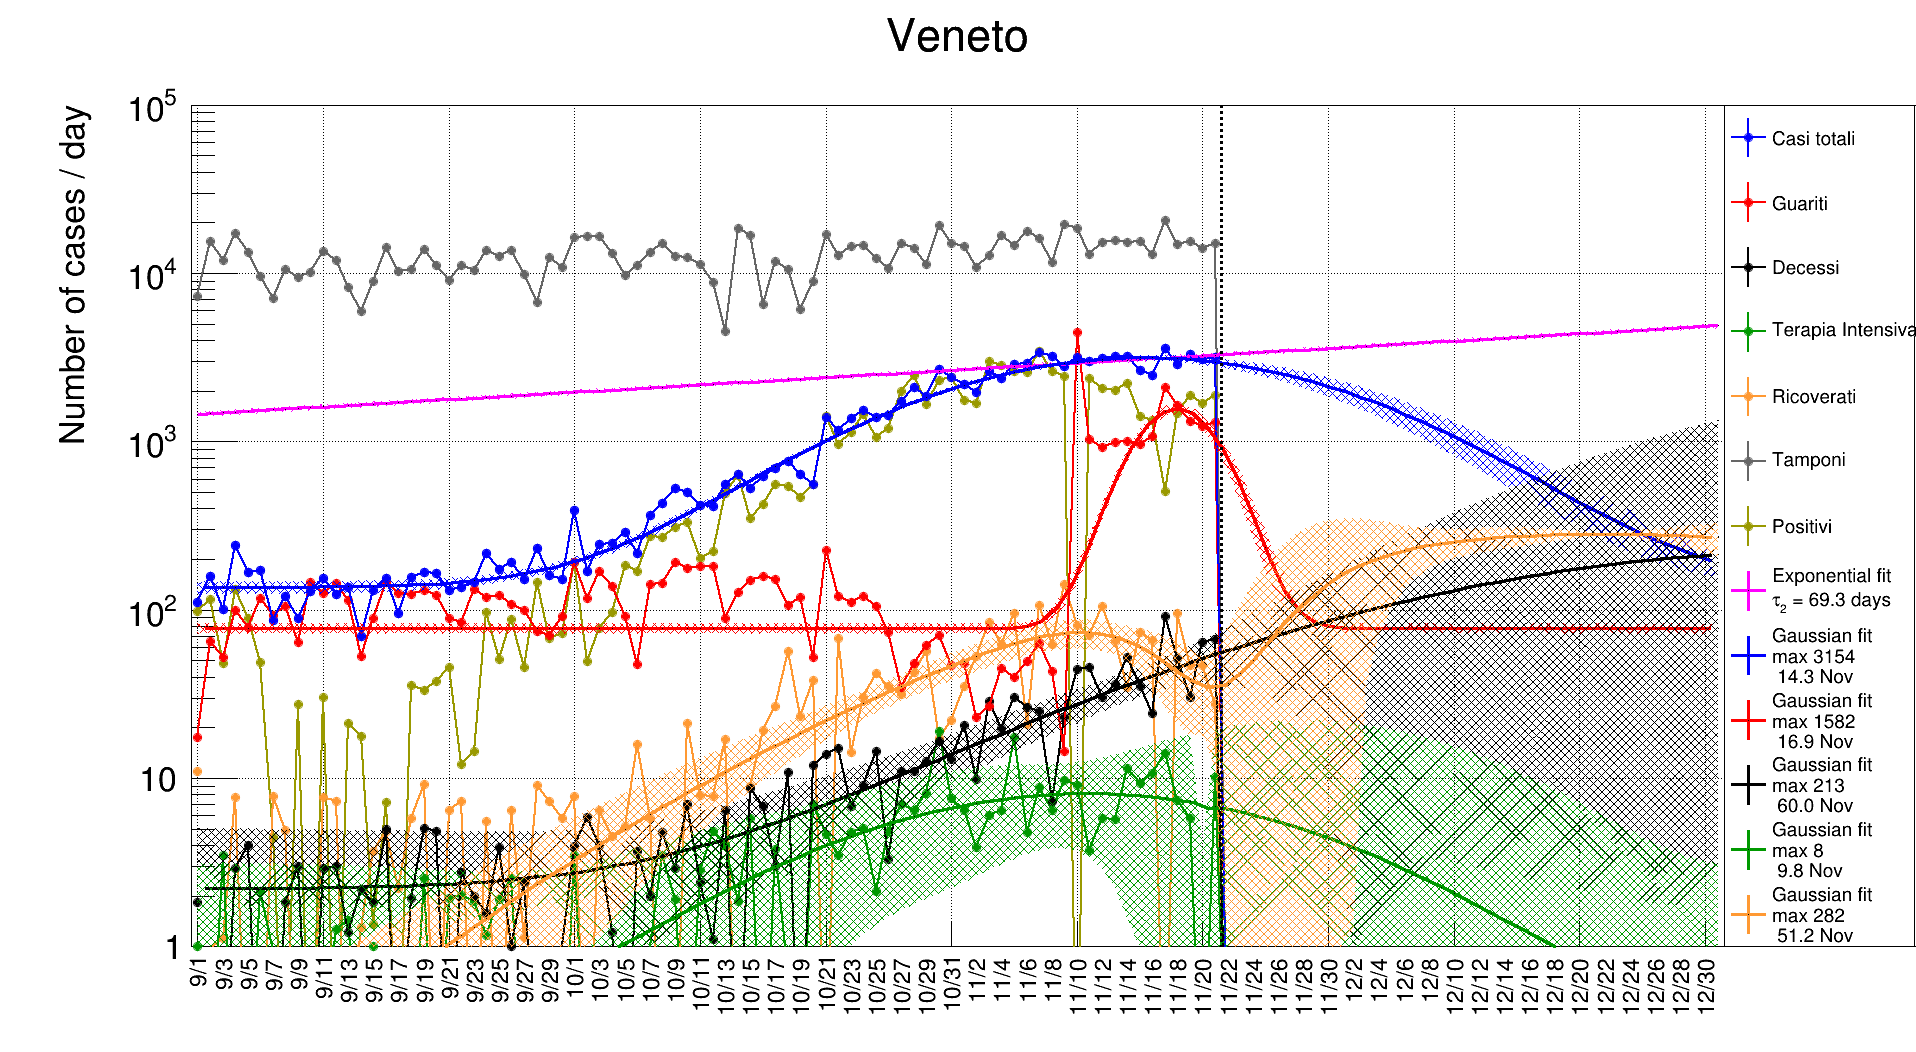 Veneto
Number of cases / day
10^5
10^4
10^3
10^2
10
1
9/1
9/3
9/5
9/7
9/9
9/11
9/13
9/15
9/17
9/19
9/21
9/23
9/25
9/27
9/29
10/1
10/3
10/5
10/7
10/9
10/11
10/13
10/15
10/17
10/19
10/21
10/23
10/25
10/27
10/29
10/31
11/2
11/4
11/6
11/8
11/10
11/12
11/14
11/16
11/18
11/20
11/22
11/24
11/26
11/28
11/30
12/2
12/4
12/6
12/8
12/10
12/12
12/14
12/16
12/18
12/20
12/22
12/24
12/26
12/28
12/30
Casi totali
Guariti
Decessi
Terapia Intensiva
Ricoverati
Tamponi
Positivi
Exponential fit
τ₂ = 69.3 days
Gaussian fit
max 3154
14.3 Nov
Gaussian fit
max 1582
16.9 Nov
Gaussian fit
max 213
60.0 Nov
Gaussian fit
max 8
9.8 Nov
Gaussian fit
max 282
51.2 Nov